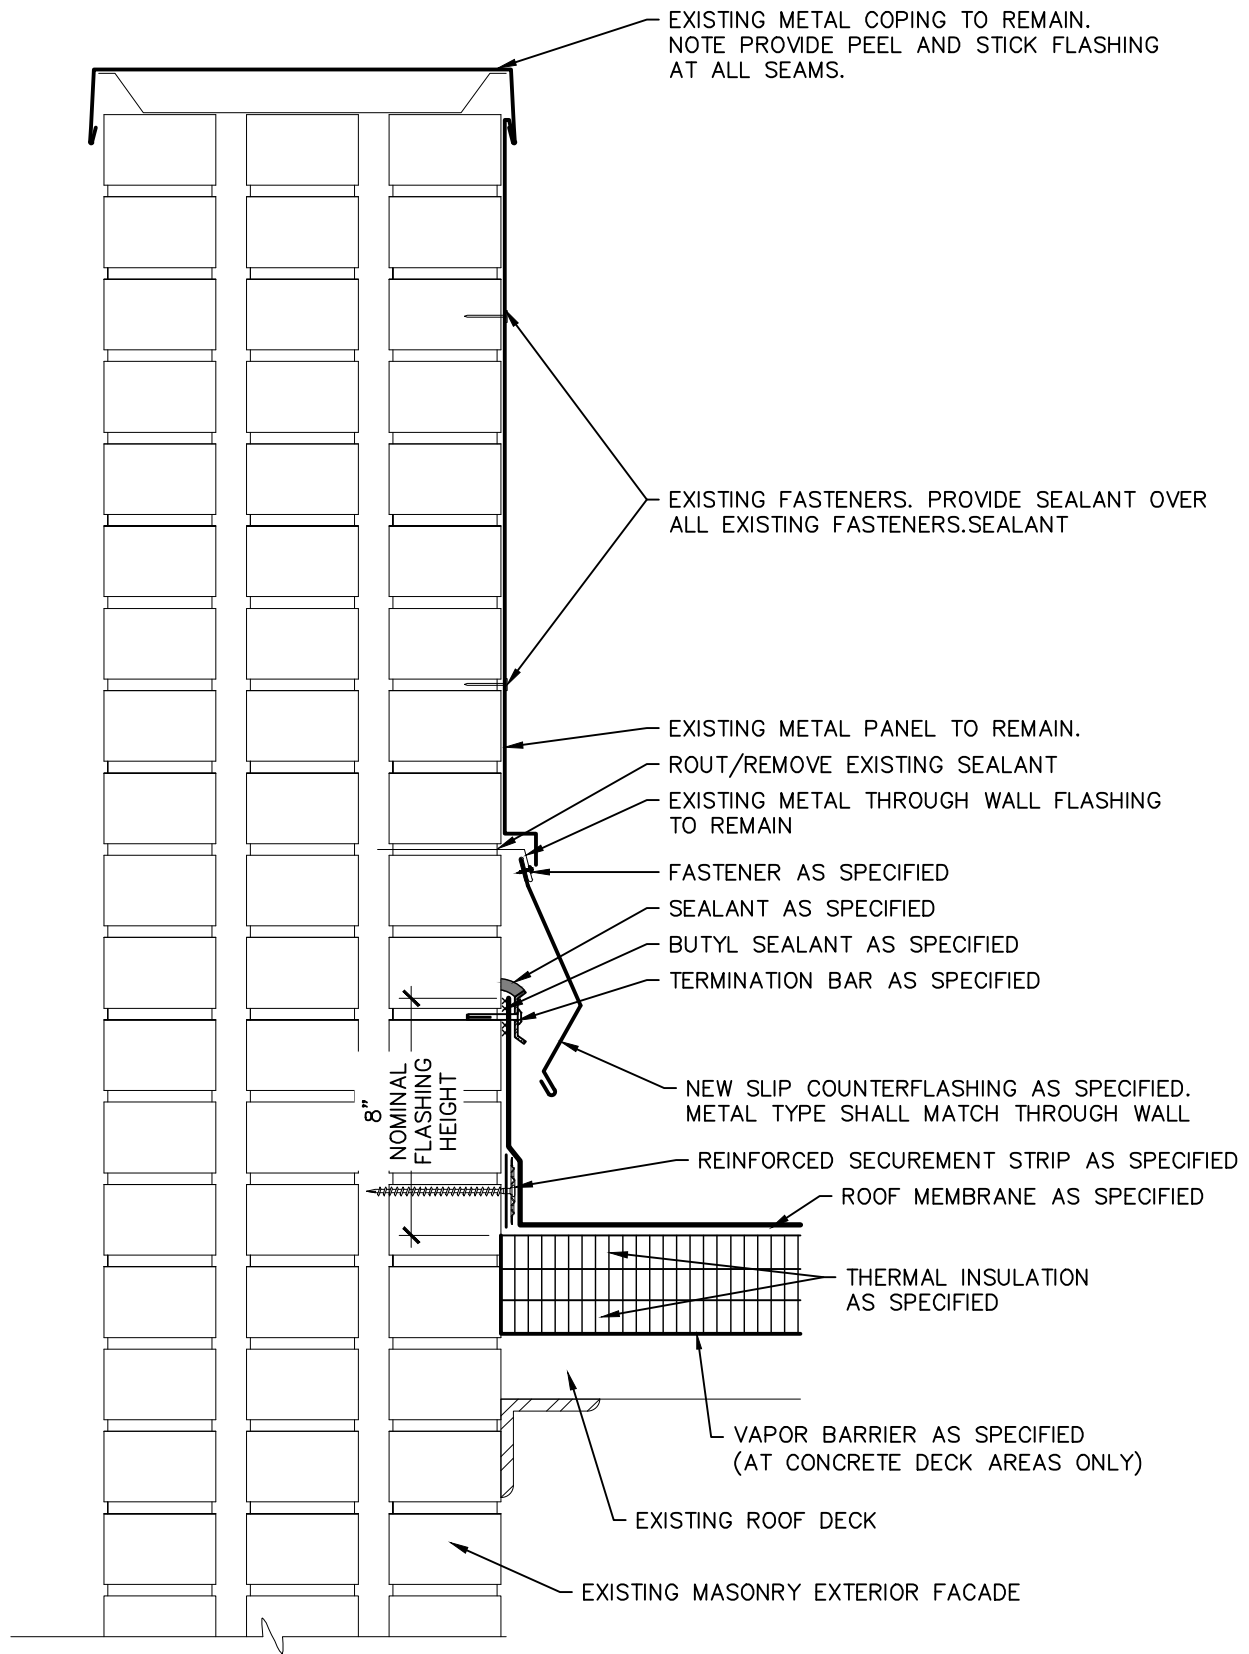 EXISTING METAL COPING TO REMAIN.
NOTE PROVIDE PEEL AND STICK FLASHING
AT ALL SEAMS.
EXISTING FASTENERS. PROVIDE SEALANT OVER
ALL EXISTING FASTENERS.SEALANT
EXISTING METAL PANEL TO REMAIN.
ROUT/REMOVE EXISTING SEALANT
EXISTING METAL THROUGH WALL FLASHING
TO REMAIN
FASTENER AS SPECIFIED
SEALANT AS SPECIFIED
BUTYL SEALANT AS SPECIFIED
TERMINATION BAR AS SPECIFIED
8"
NOMINAL
FLASHING
HEIGHT
NEW SLIP COUNTERFLASHING AS SPECIFIED.
METAL TYPE SHALL MATCH THROUGH WALL
REINFORCED SECUREMENT STRIP AS SPECIFIED
ROOF MEMBRANE AS SPECIFIED
THERMAL INSULATION
AS SPECIFIED
VAPOR BARRIER AS SPECIFIED
(AT CONCRETE DECK AREAS ONLY)
EXISTING ROOF DECK
EXISTING MASONRY EXTERIOR FACADE